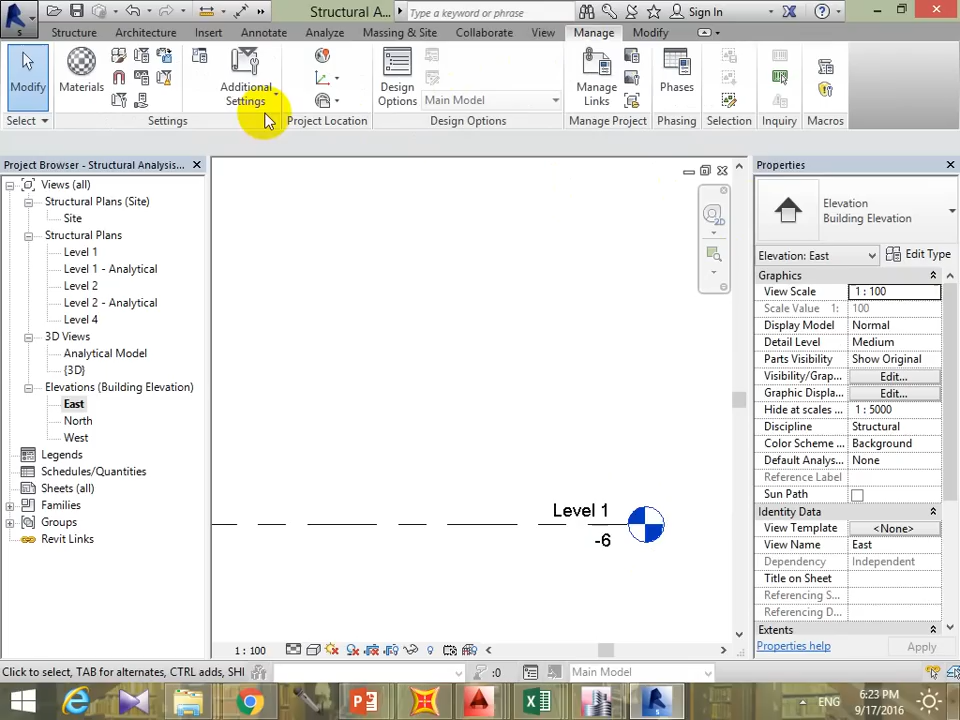 Structural A...
Type a keyword or phrase
Sign In
Structure
Architecture
Insert
Annotate
Analyze
Massing & Site
Collaborate
View
Manage
Modify
S
Modify
Materials
Additional
Settings
Design
Options
Main Model
Manage
Links
Phases
Select
Settings
Project Location
Design Options
Manage Project
Phasing
Selection
Inquiry
Macros
Project Browser - Structural Analysis...
Views (all)
Structural Plans (Site)
Site
Structural Plans
Level 1
Level 1 - Analytical
Level 2
Level 2 - Analytical
Level 4
3D Views
Analytical Model
{3D}
Elevations (Building Elevation)
East
North
West
Legends
Schedules/Quantities
Sheets (all)
Families
Groups
Revit Links
2D
Level 1
-6
Properties
Elevation
Building Elevation
Elevation: East
Edit Type
Graphics
View Scale 1 : 100
Scale Value 1: 100
Display Model Normal
Detail Level Medium
Parts Visibility Show Original
Visibility/Grap... Edit...
Graphic Displa... Edit...
Hide at scales ... 1 : 5000
Discipline Structural
Color Scheme ... Background
Default Analys... None
Reference Label
Sun Path
Identity Data
View Template <None>
View Name East
Dependency Independent
Title on Sheet
Referencing S...
Referencing D...
Extents
Properties help
Apply
1 : 100
Click to select, TAB for alternates, CTRL adds, SHI
:0
Main Model
ENG
6:23 PM
9/17/2016